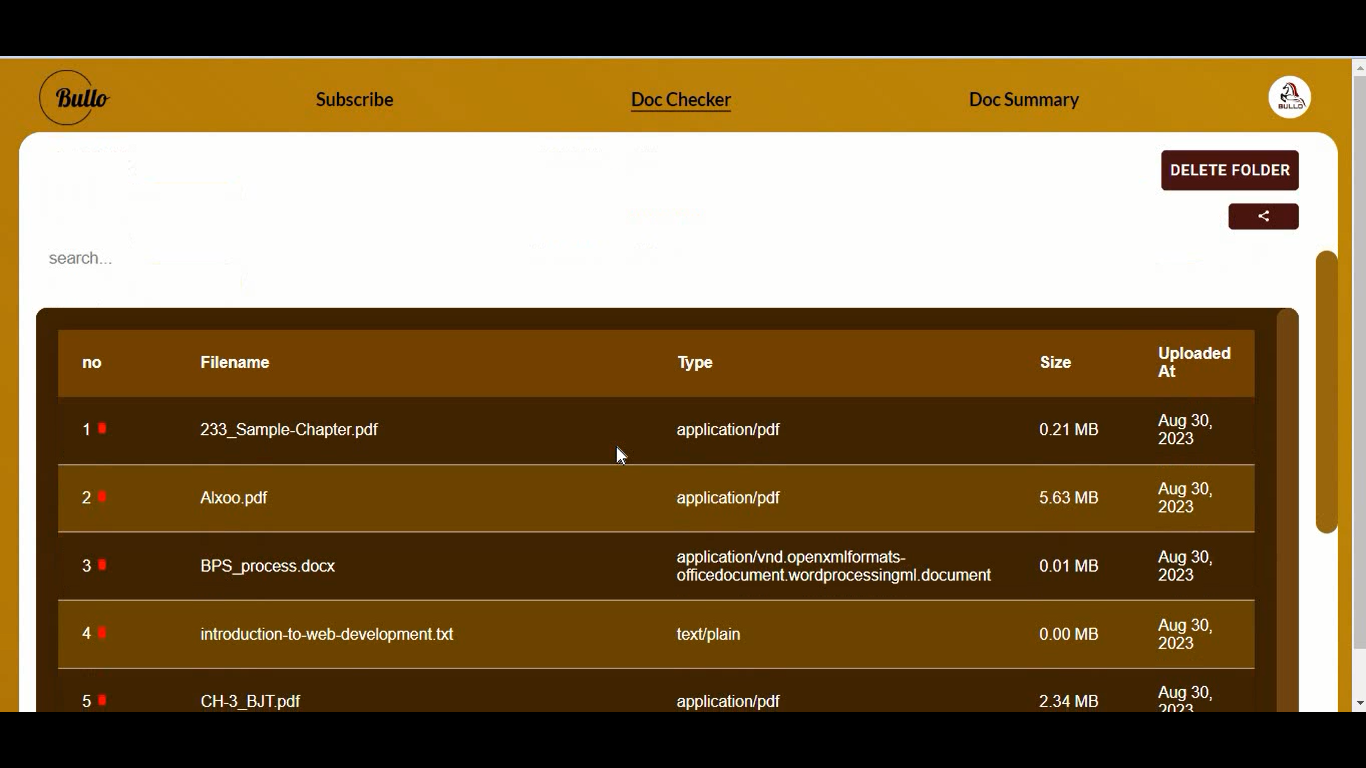 Bullo
Subscribe
Doc Checker
Doc Summary
BULLO
DELETE FOLDER
search...
no Filename Type Size Uploaded
At
1 233_Sample-Chapter.pdf application/pdf 0.21 MB Aug 30,
2023
2 Alxoo.pdf application/pdf 5.63 MB Aug 30,
2023
3 BPS_process.docx application/vnd.openxmlformats-
officedocument.wordprocessingml.document 0.01 MB Aug 30,
2023
4 introduction-to-web-development.txt text/plain 0.00 MB Aug 30,
2023
5 CH-3_BJT.pdf application/pdf 2.34 MB Aug 30,
2023